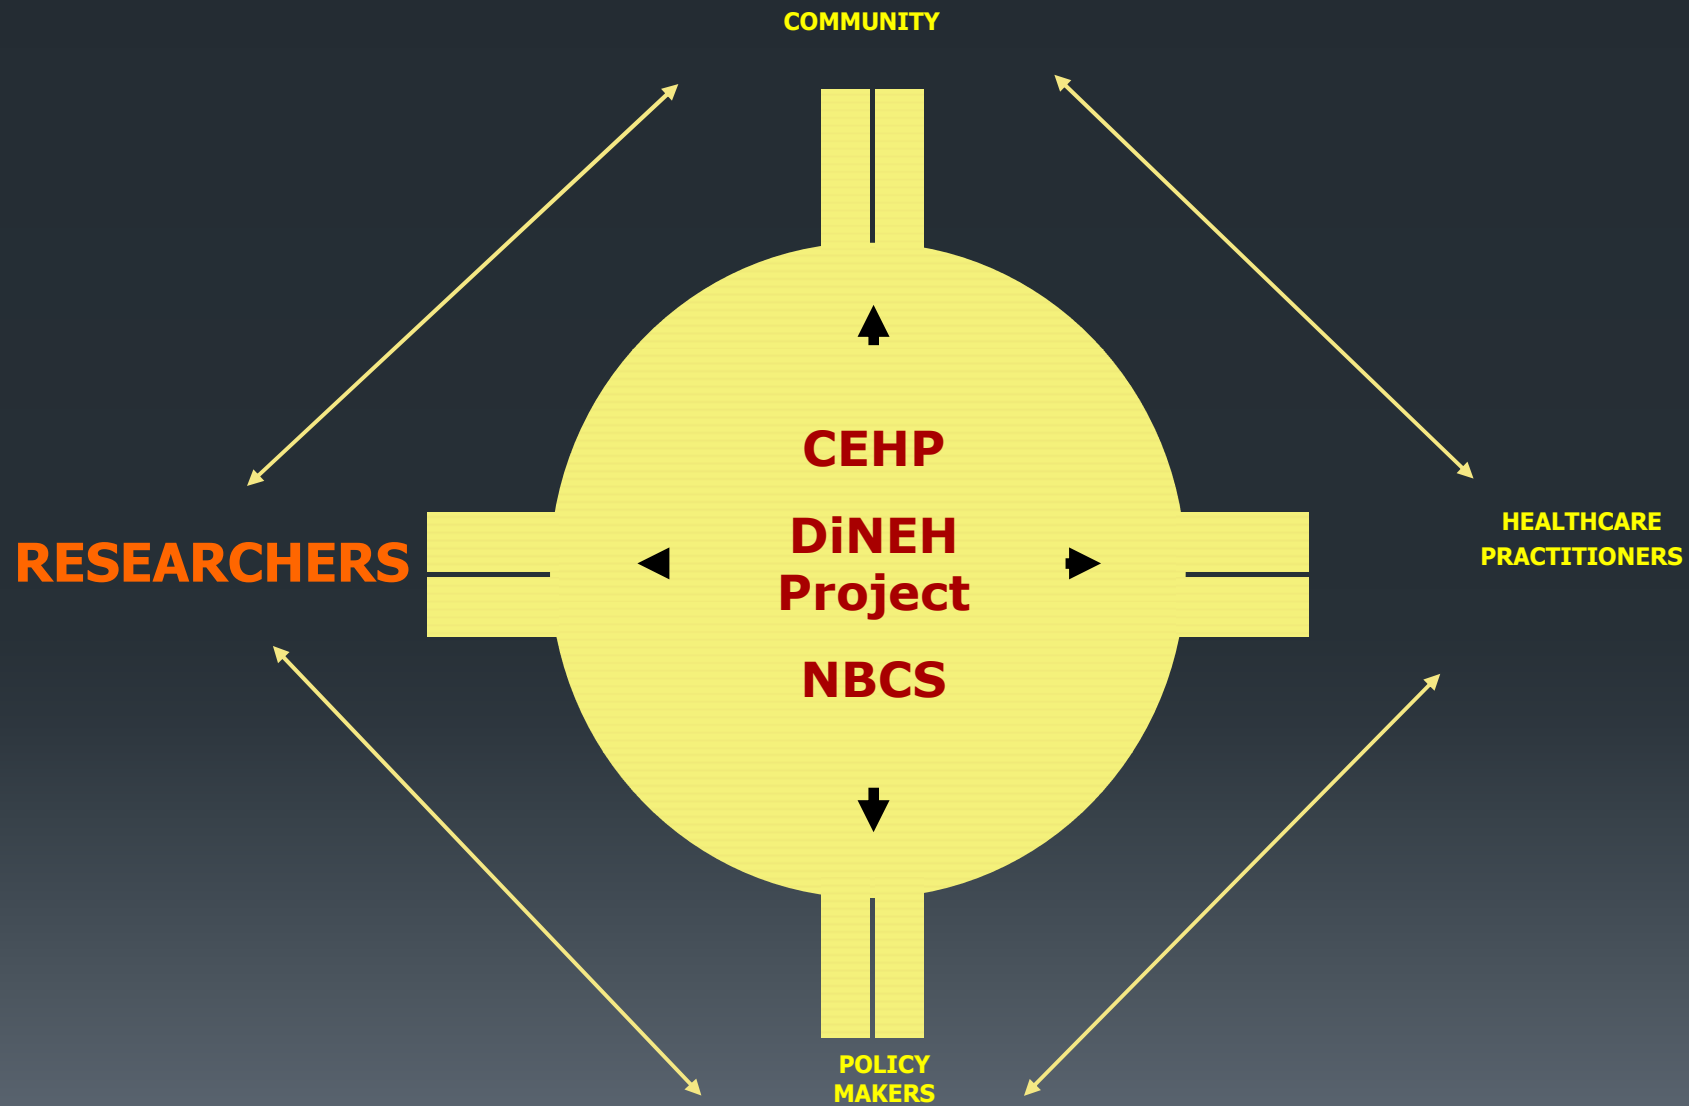 COMMUNITY
CEHP
DiNEH
Project
NBCS
RESEARCHERS
HEALTHCARE
PRACTITIONERS
POLICY
MAKERS